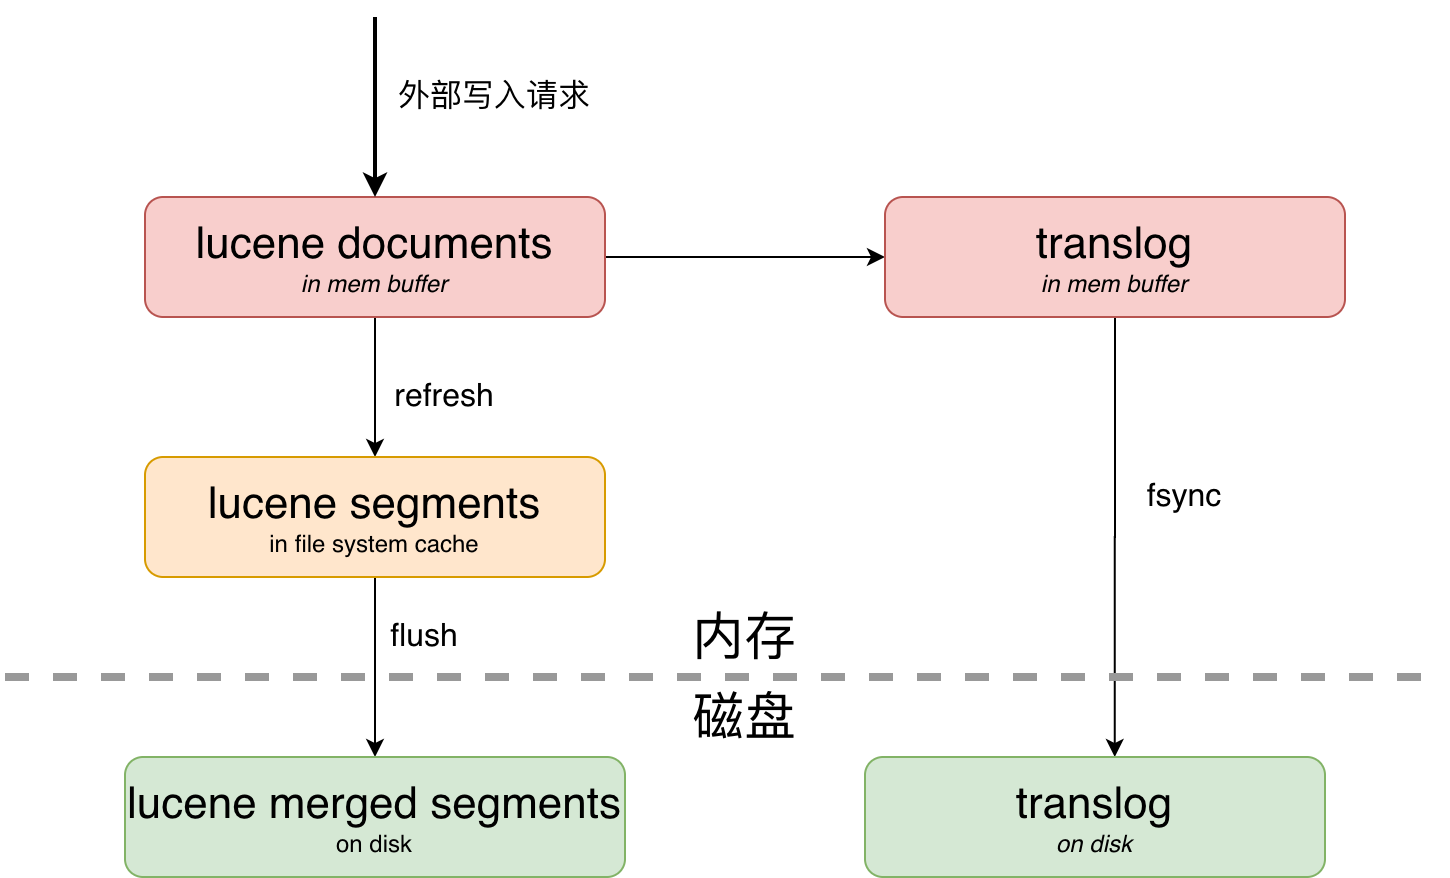 外部写入请求
lucene documents
in mem buffer
translog
in mem buffer
refresh
lucene segments
in file system cache
fsync
flush
内存
磁盘
lucene merged segments
on disk
translog
on disk